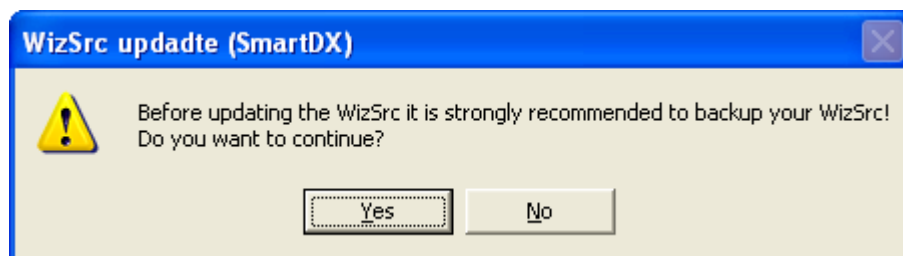 WizSrc updadte (SmartDX)
Before updating the WizSrc it is strongly recommended to backup your WizSrc!
Do you want to continue?
Yes
No